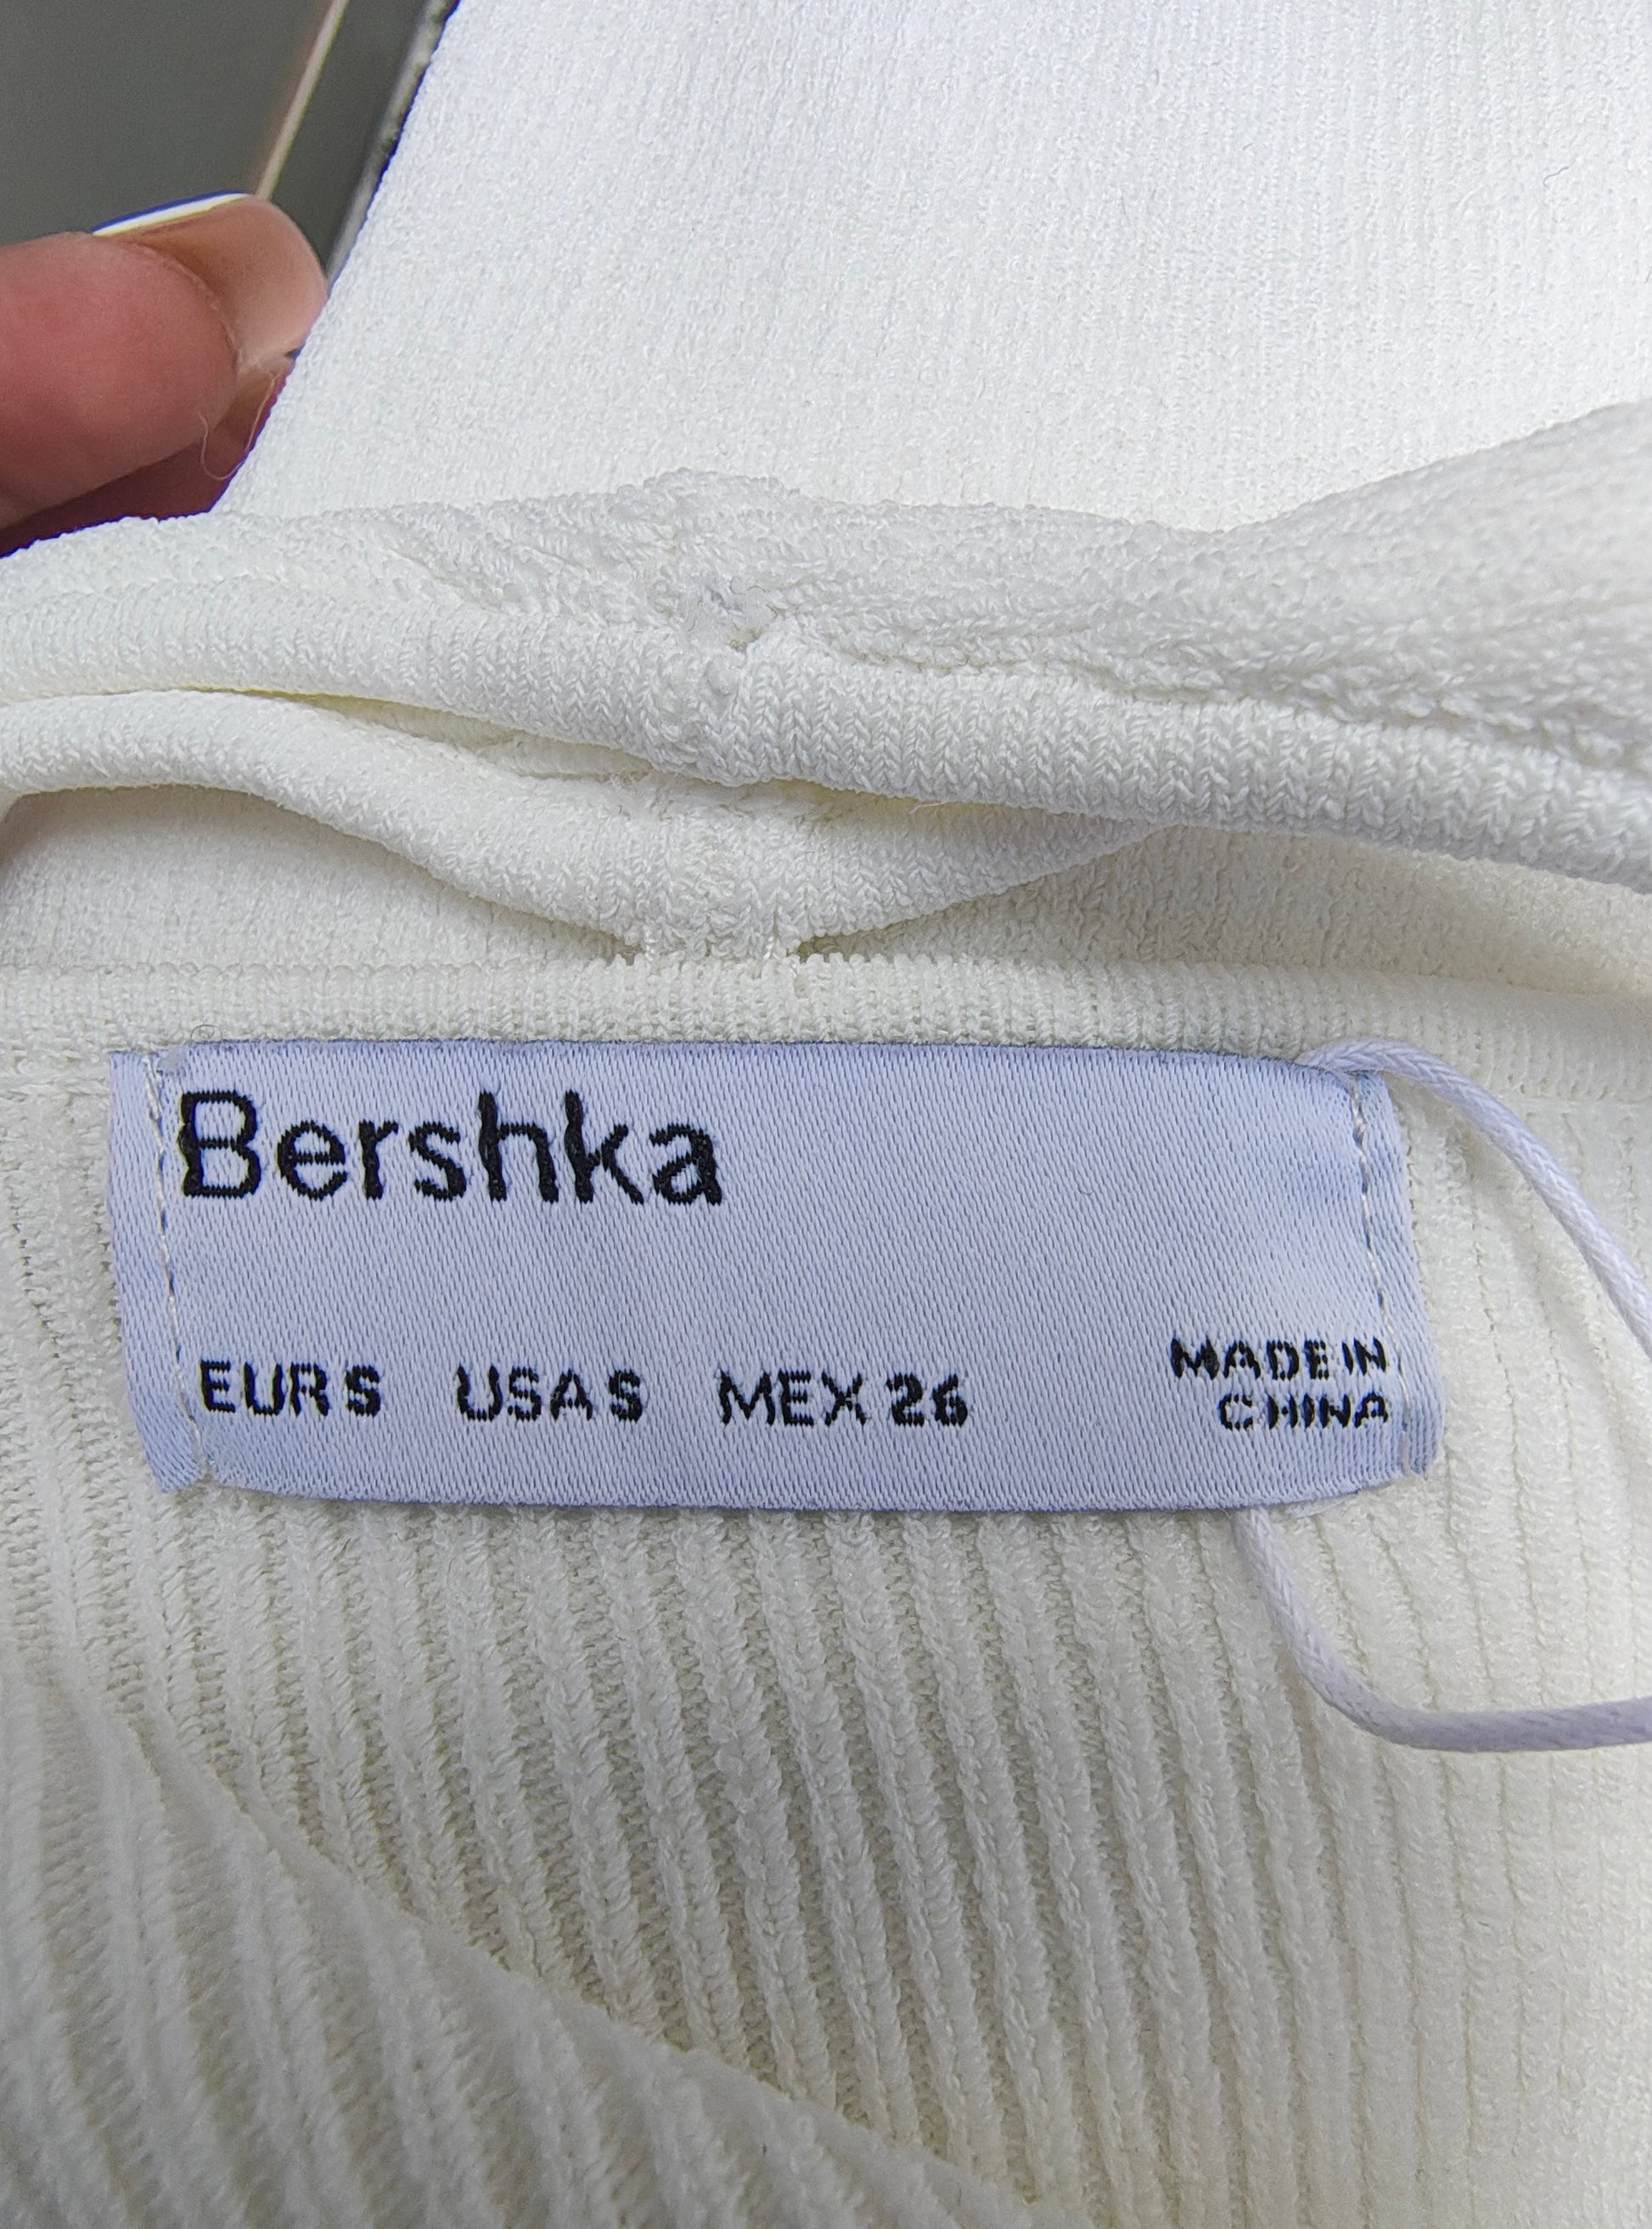 Bershka
EUR S USA S MEX 26
MADE IN
CHINA